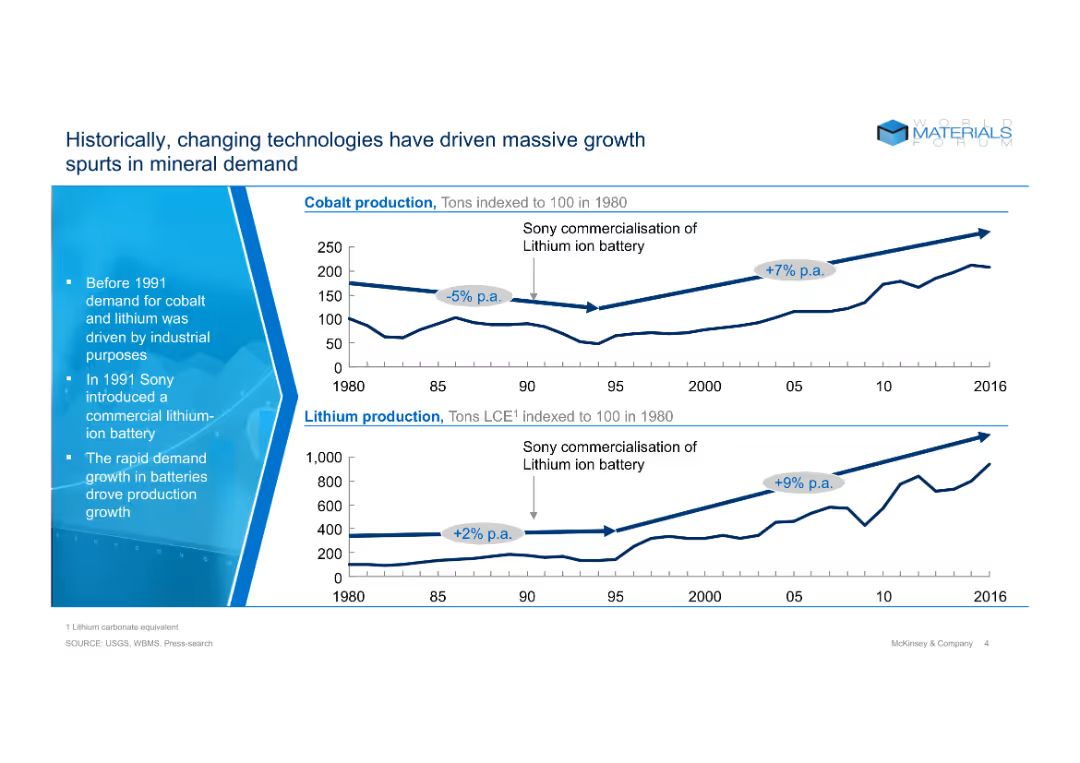 Historically, changing technologies have driven massive growth
spurts in mineral demand
WORLD
MATERIALS
FORUM
▪ Before 1991
demand for cobalt
and lithium was
driven by industrial
purposes
▪ In 1991 Sony
introduced a
commercial lithium-
ion battery
▪ The rapid demand
growth in batteries
drove production
growth
Cobalt production, Tons indexed to 100 in 1980
Sony commercialisation of
Lithium ion battery
250
200
150
100
50
0
-5% p.a.
+7% p.a.
1980 85 90 95 2000 05 10 2016
Lithium production, Tons LCE¹ indexed to 100 in 1980
Sony commercialisation of
Lithium ion battery
1,000
800
600
400
200
0
+2% p.a.
+9% p.a.
1980 85 90 95 2000 05 10 2016
1 Lithium carbonate equivalent
SOURCE: USGS, WBMS, Press-search
McKinsey & Company 4